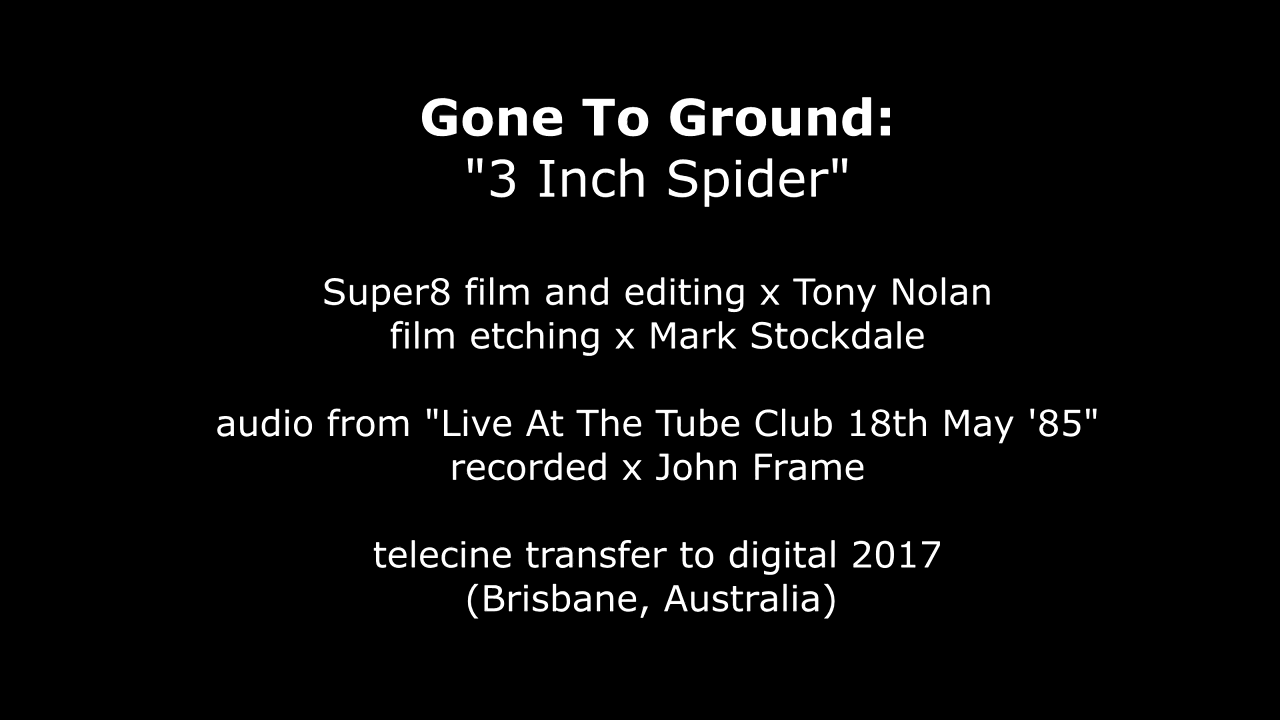 Gone To Ground:
"3 Inch Spider"
Super8 film and editing x Tony Nolan
film etching x Mark Stockdale
audio from "Live At The Tube Club 18th May '85"
recorded x John Frame
telecine transfer to digital 2017
(Brisbane, Australia)